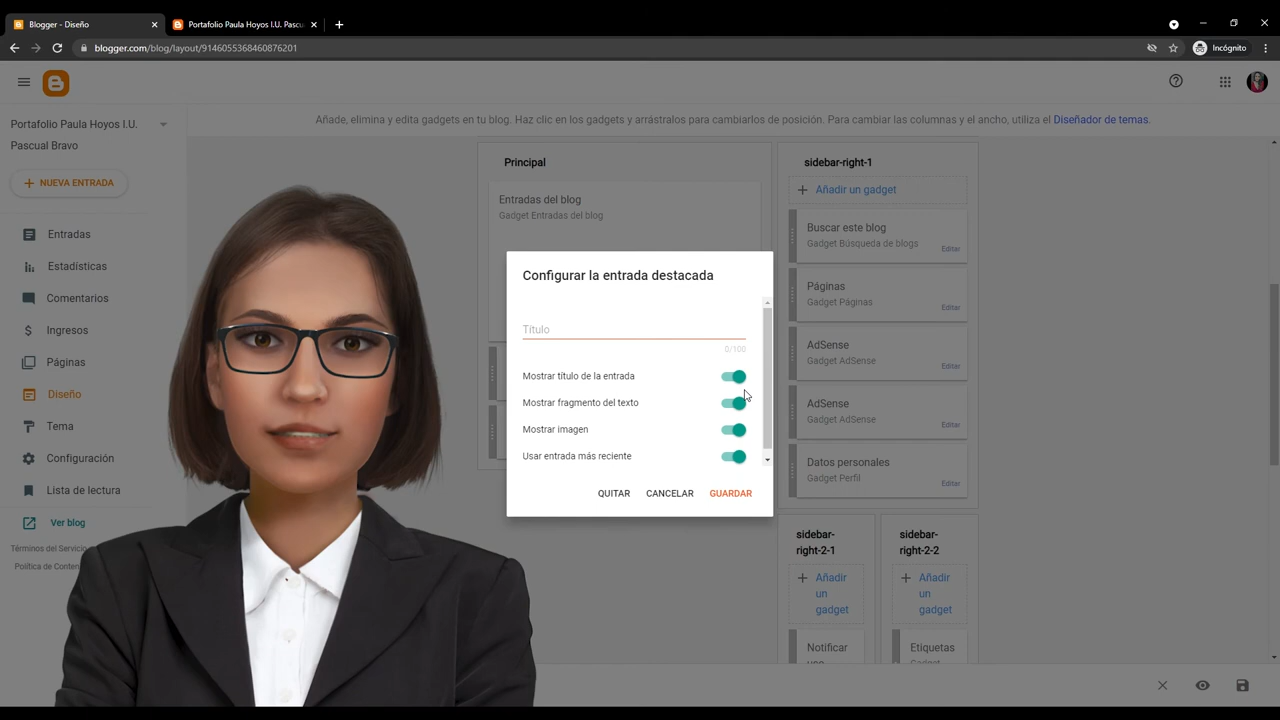 Blogger - Diseño
Portafolio Paula Hoyos I.U. Pascu
blogger.com/blog/layout/9146055368460876201
Incógnito
Portafolio Paula Hoyos I.U.
Pascual Bravo
NUEVA ENTRADA
Entradas
Estadísticas
Comentarios
Ingresos
Páginas
Diseño
Tema
Configuración
Lista de lectura
Ver blog
Términos del Servicio
Política de Conten
Añade, elimina y edita gadgets en tu blog. Haz clic en los gadgets y arrástralos para cambiarlos de posición. Para cambiar las columnas y el ancho, utiliza el Diseñador de temas.
Principal
Entradas del blog
Gadget Entradas del blog
Configurar la entrada destacada
Título
0/100
Mostrar título de la entrada
Mostrar fragmento del texto
Mostrar imagen
Usar entrada más reciente
QUITAR CANCELAR GUARDAR
sidebar-right-1
Añadir un gadget
Buscar este blog
Gadget Búsqueda de blogs
Editar
Páginas
Gadget Páginas
Editar
AdSense
Gadget AdSense
Editar
AdSense
Gadget AdSense
Editar
Datos personales
Gadget Perfil
Editar
sidebar-
right-2-1
Añadir
un
gadget
Notificar
sidebar-
right-2-2
Añadir
un
gadget
Etiquetas